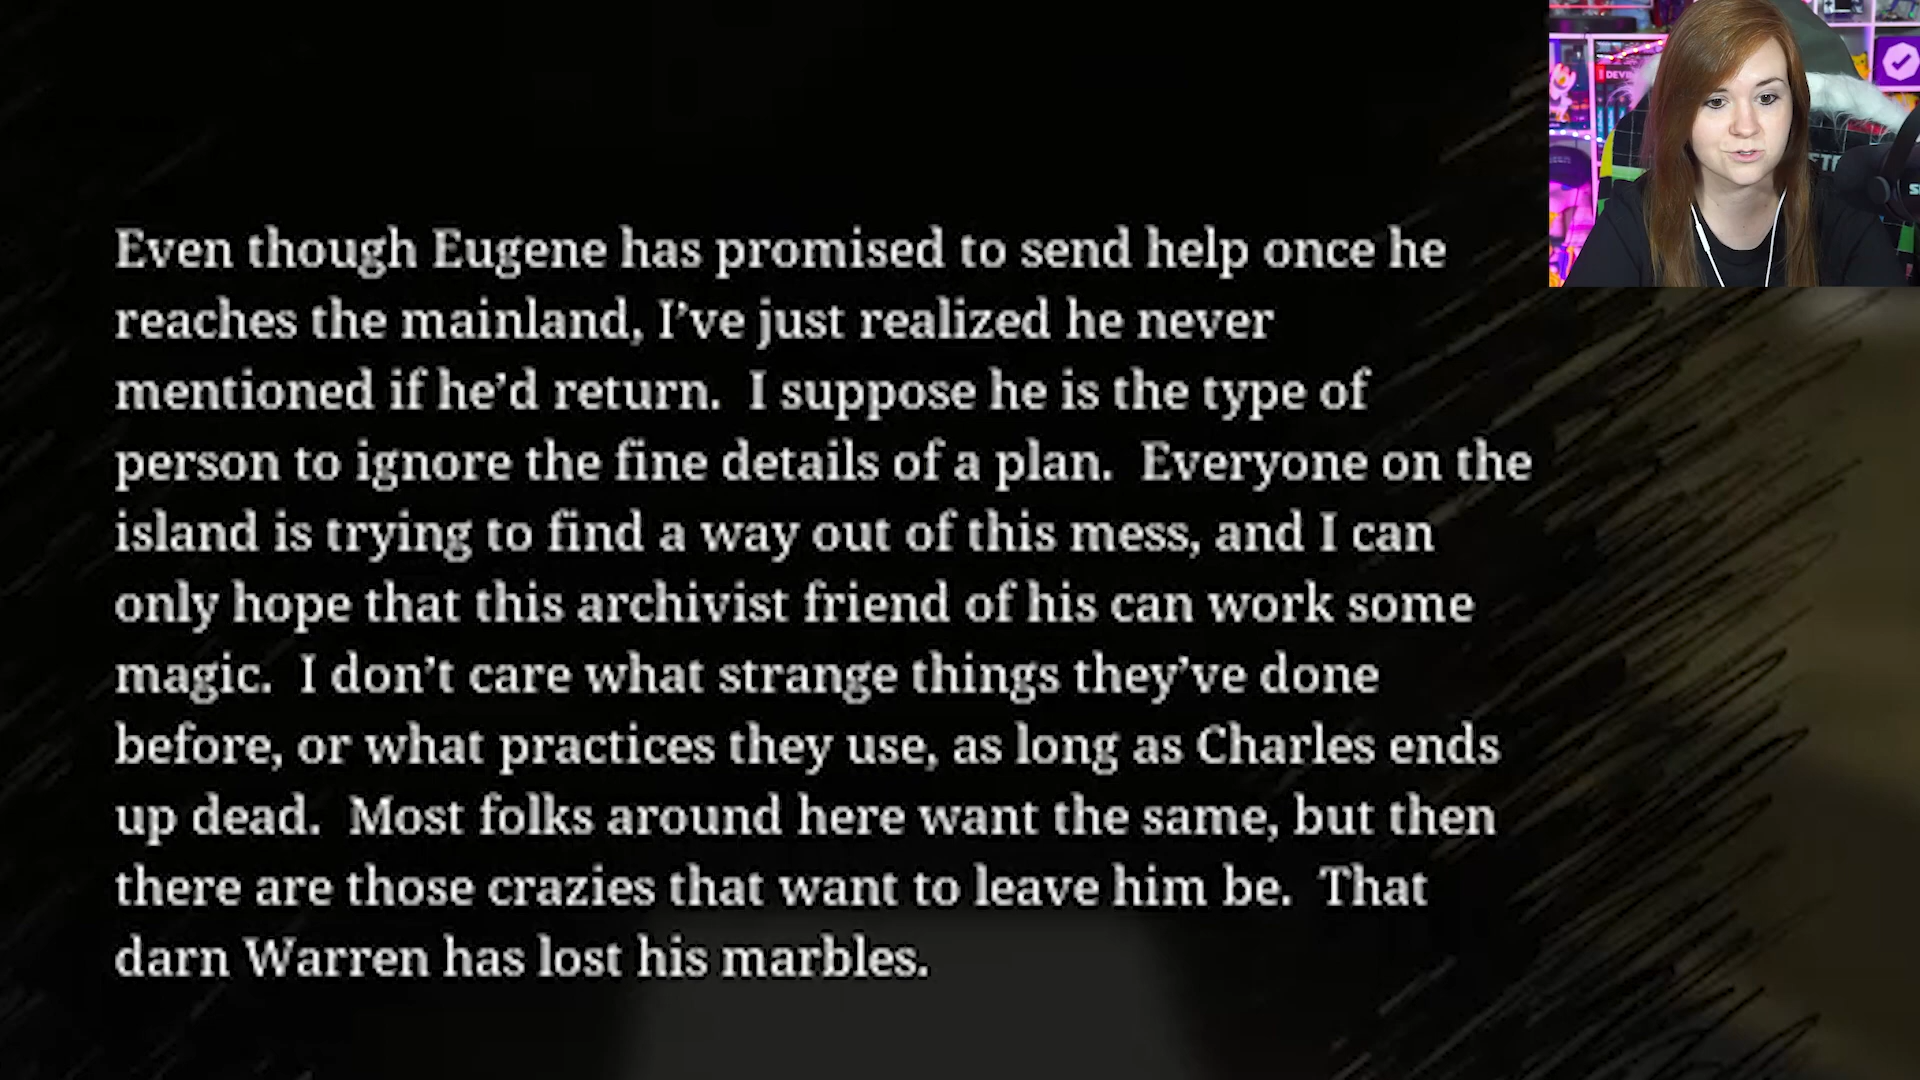 Even though Eugene has promised to send help once he
reaches the mainland, I’ve just realized he never
mentioned if he’d return.  I suppose he is the type of
person to ignore the fine details of a plan.  Everyone on the
island is trying to find a way out of this mess, and I can
only hope that this archivist friend of his can work some
magic.  I don’t care what strange things they’ve done
before, or what practices they use, as long as Charles ends
up dead.  Most folks around here want the same, but then
there are those crazies that want to leave him be.  That
darn Warren has lost his marbles.